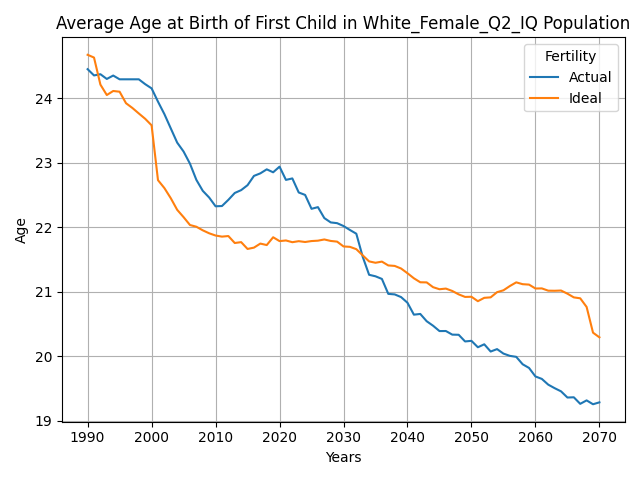 Average Age at Birth of First Child in White_Female_Q2_IQ Population
Fertility
Actual
Ideal
Age
24
23
22
21
20
19
1990 2000 2010 2020 2030 2040 2050 2060 2070
Years